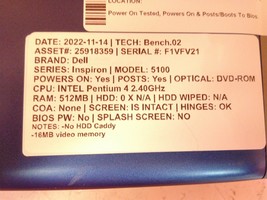 LOCATION:
Power On Tested, Powers On & Posts/Boots To Bios
DATE: 2022-11-14 | TECH: Bench.02
ASSET#: 25918359 | SERIAL #: F1VFV21
BRAND: Dell
SERIES: Inspiron | MODEL: 5100
POWERS ON: Yes | POSTS: Yes | OPTICAL: DVD-ROM
CPU: INTEL Pentium 4 2.40GHz
RAM: 512MB | HDD: 0 X N/A | HDD WIPED: N/A
COA: None | SCREEN: IS INTACT | HINGES: OK
BIOS PW: No | SPLASH SCREEN: NO
NOTES: -No HDD Caddy
-16MB video memory